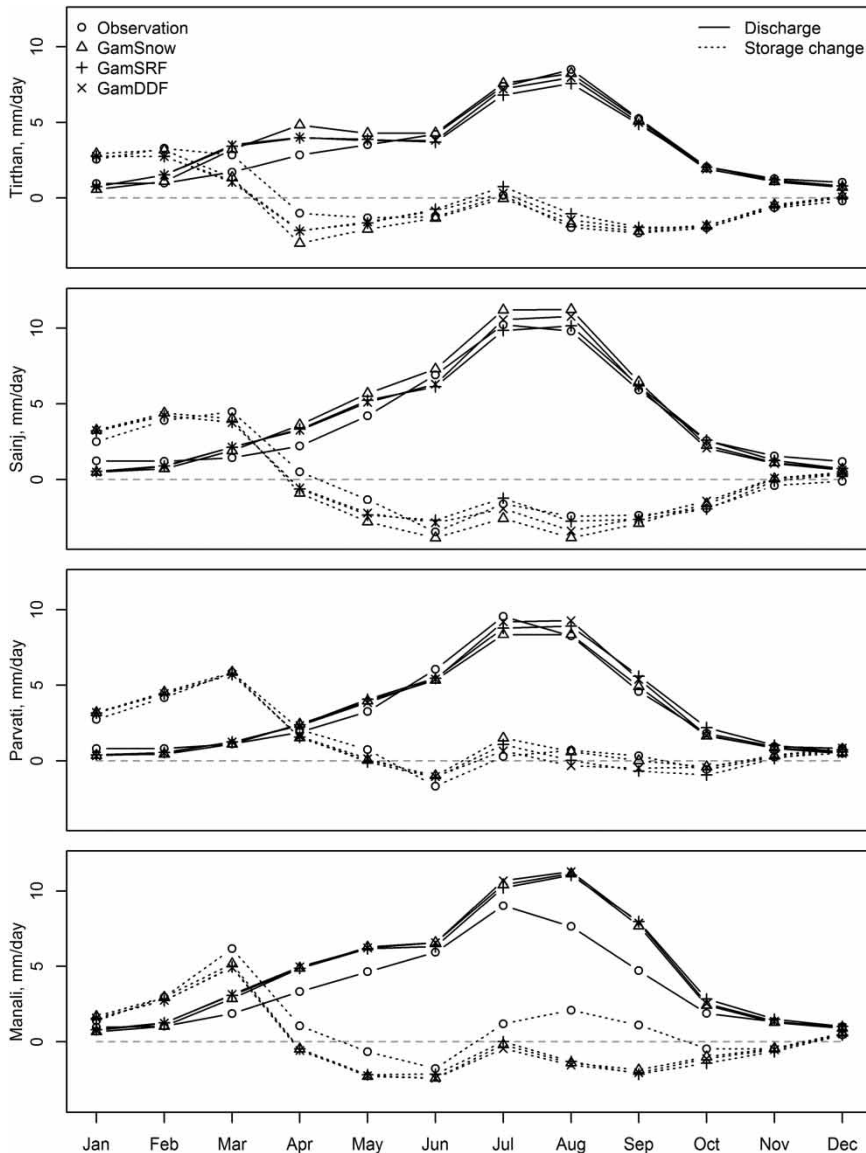 Observation
GamSnow
GamSRF
GamDDF
Discharge
Storage change
Tirthan, mm/day
10
5
0
Sainj, mm/day
10
5
0
Parvati, mm/day
10
5
0
Manali, mm/day
10
5
0
Jan Feb Mar Apr May Jun Jul Aug Sep Oct Nov Dec